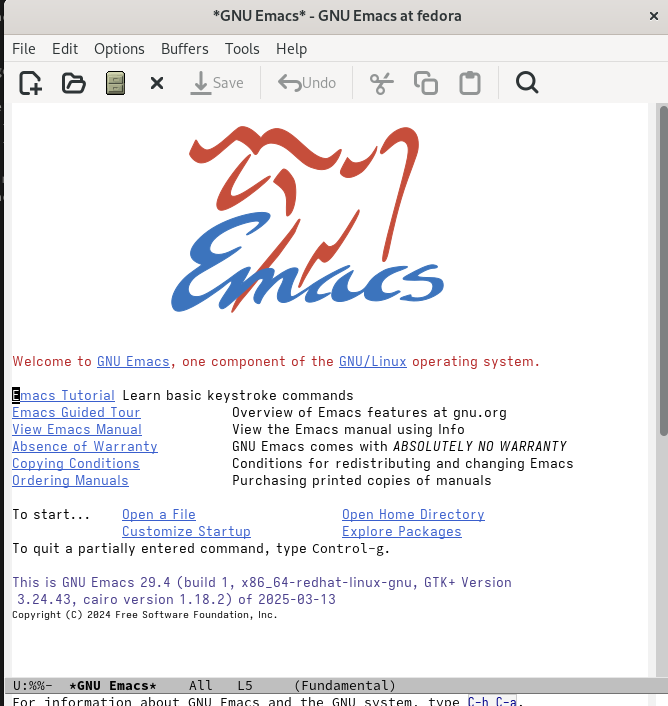 *GNU Emacs* - GNU Emacs at fedora
File Edit Options Buffers Tools Help
Save Undo
Emacs
Welcome to GNU Emacs, one component of the GNU/Linux operating system.
Emacs Tutorial Learn basic keystroke commands
Emacs Guided Tour Overview of Emacs features at gnu.org
View Emacs Manual View the Emacs manual using Info
Absence of Warranty GNU Emacs comes with ABSOLUTELY NO WARRANTY
Copying Conditions Conditions for redistributing and changing Emacs
Ordering Manuals Purchasing printed copies of manuals
To start... Open a File Open Home Directory
Customize Startup Explore Packages
To quit a partially entered command, type Control-g.
This is GNU Emacs 29.4 (build 1, x86_64-redhat-linux-gnu, GTK+ Version
3.24.43, cairo version 1.18.2) of 2025-03-13
Copyright (C) 2024 Free Software Foundation, Inc.
U:%%- *GNU Emacs* All L5 (Fundamental)
For information about GNU Emacs and the GNU system, type C-h C-a.